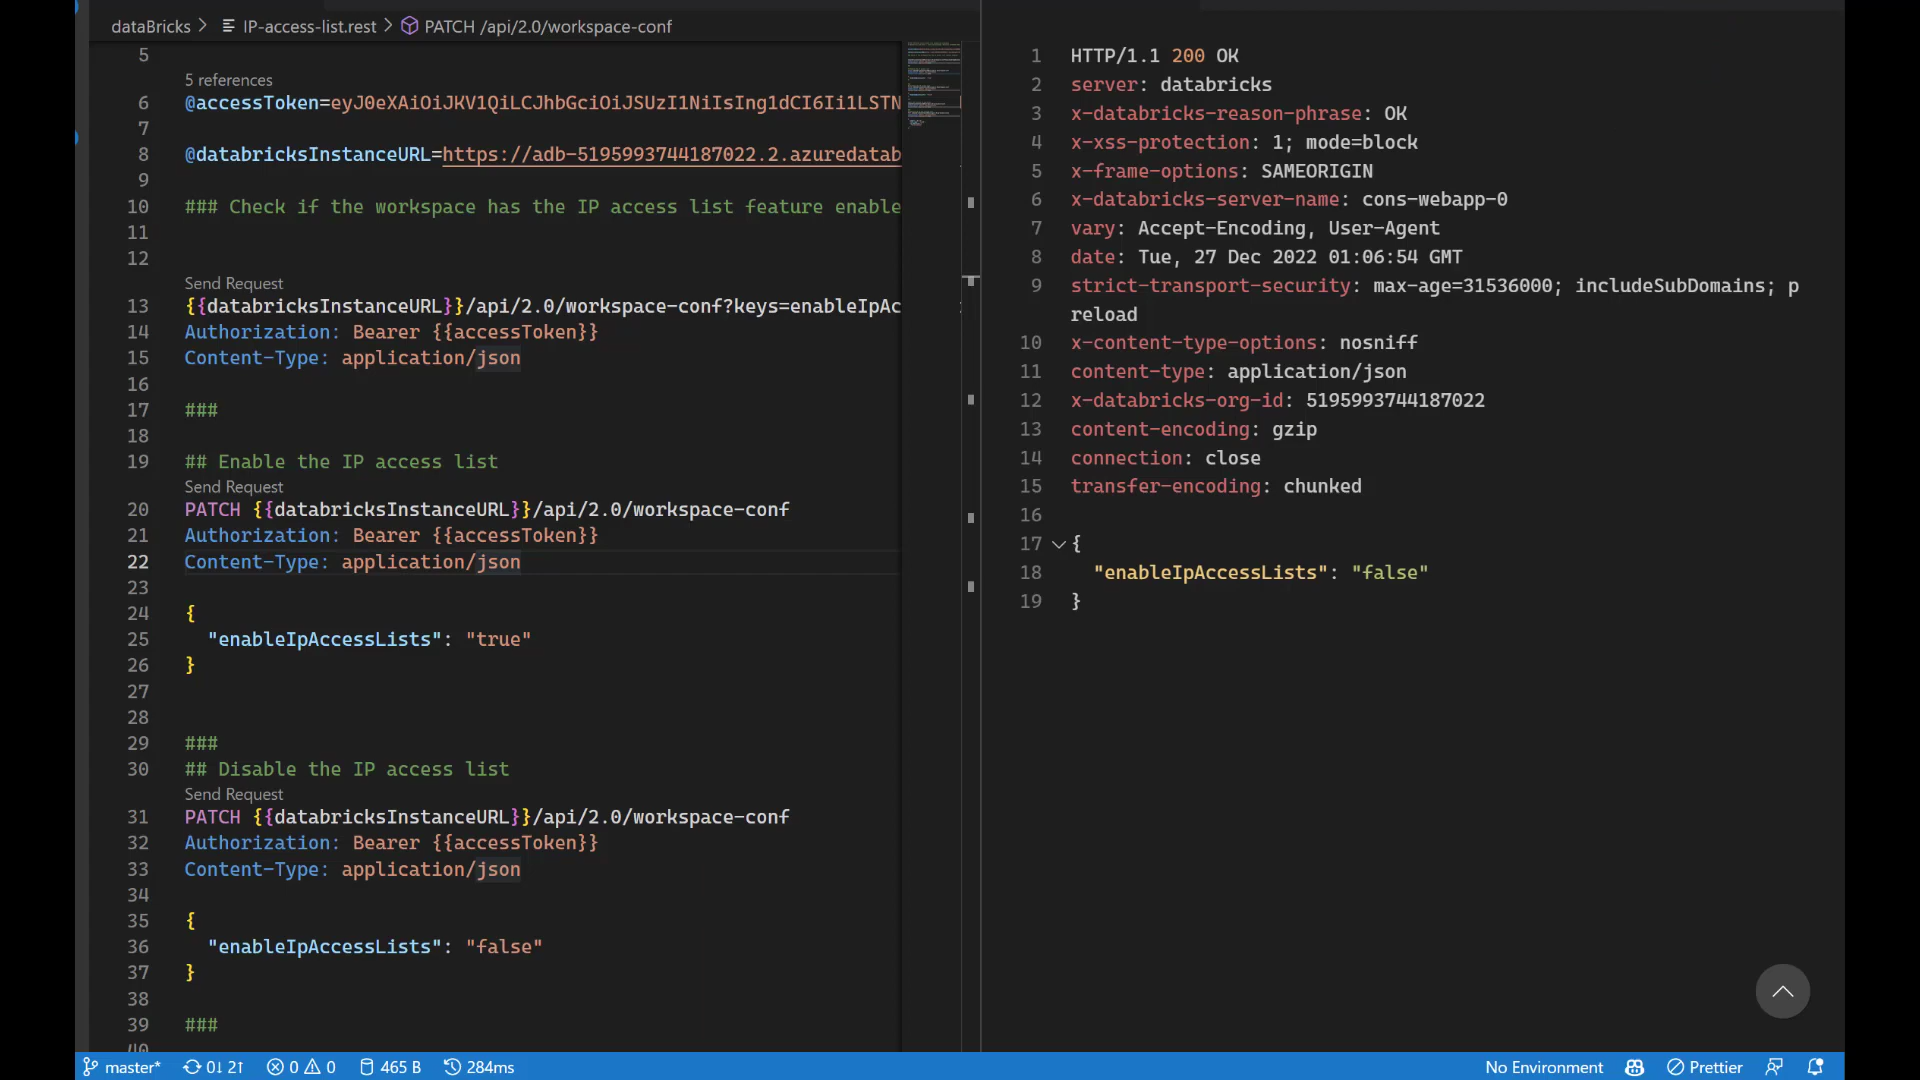 dataBricks > IP-access-list.rest > PATCH /api/2.0/workspace-conf
5
5 references
6 @accessToken=eyJ0eXAiOiJKV1QiLCJhbGciOiJSUzI1NiIsIng1dCI6Ii1LSTN
7
8 @databricksInstanceURL=https://adb-5195993744187022.2.azuredatab
9
10 ### Check if the workspace has the IP access list feature enable
11
12
Send Request
13 {{databricksInstanceURL}}/api/2.0/workspace-conf?keys=enableIpAc
14 Authorization: Bearer {{accessToken}}
15 Content-Type: application/json
16
17 ###
18
19 ## Enable the IP access list
Send Request
20 PATCH {{databricksInstanceURL}}/api/2.0/workspace-conf
21 Authorization: Bearer {{accessToken}}
22 Content-Type: application/json
23
24 {
25 "enableIpAccessLists": "true"
26 }
27
28
29 ###
30 ## Disable the IP access list
Send Request
31 PATCH {{databricksInstanceURL}}/api/2.0/workspace-conf
32 Authorization: Bearer {{accessToken}}
33 Content-Type: application/json
34
35 {
36 "enableIpAccessLists": "false"
37 }
38
39 ###
40
1 HTTP/1.1 200 OK
2 server: databricks
3 x-databricks-reason-phrase: OK
4 x-xss-protection: 1; mode=block
5 x-frame-options: SAMEORIGIN
6 x-databricks-server-name: cons-webapp-0
7 vary: Accept-Encoding, User-Agent
8 date: Tue, 27 Dec 2022 01:06:54 GMT
9 strict-transport-security: max-age=31536000; includeSubDomains; p
reload
10 x-content-type-options: nosniff
11 content-type: application/json
12 x-databricks-org-id: 5195993744187022
13 content-encoding: gzip
14 connection: close
15 transfer-encoding: chunked
16
17 {
18 "enableIpAccessLists": "false"
19 }
master* 0↓ 2↑ 0 0 465 B 284ms No Environment Prettier